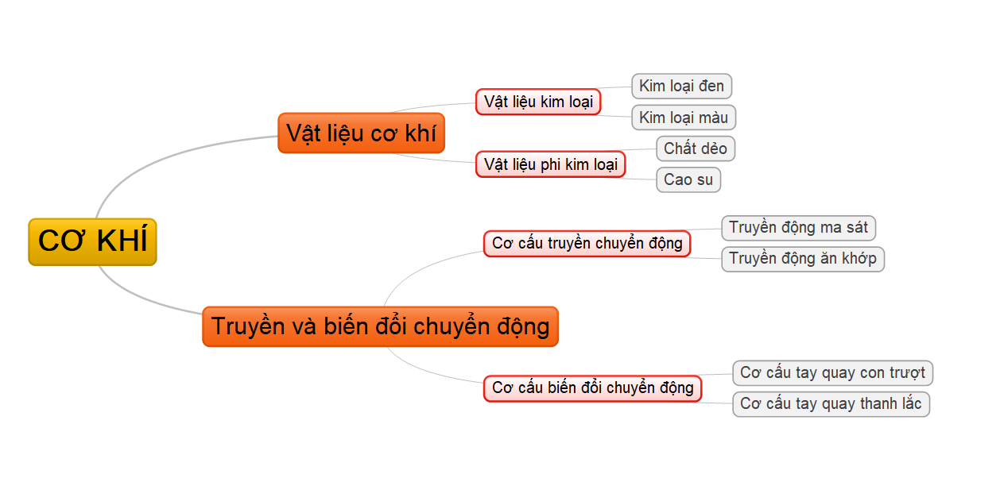 CƠ KHÍ
Vật liệu cơ khí
Vật liệu kim loại
Kim loại đen
Kim loại màu
Vật liệu phi kim loại
Chất dẻo
Cao su
Truyền và biến đổi chuyển động
Cơ cấu truyền chuyển động
Truyền động ma sát
Truyền động ăn khớp
Cơ cấu biến đổi chuyển động
Cơ cấu tay quay con trượt
Cơ cấu tay quay thanh lắc